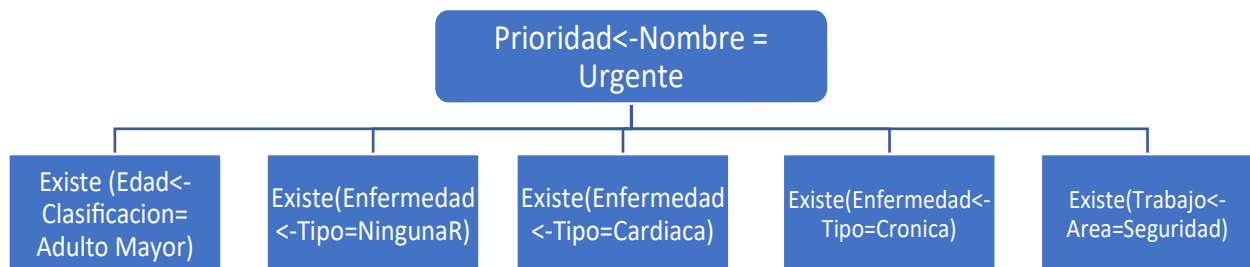 Prioridad<-Nombre =
Urgente
Existe (Edad<-
Clasificacion=
Adulto Mayor)
Existe(Enfermedad
<-Tipo=NingunaR)
Existe(Enfermedad
<-Tipo=Cardiaca)
Existe(Enfermedad<-
Tipo=Cronica)
Existe(Trabajo<-
Area=Seguridad)